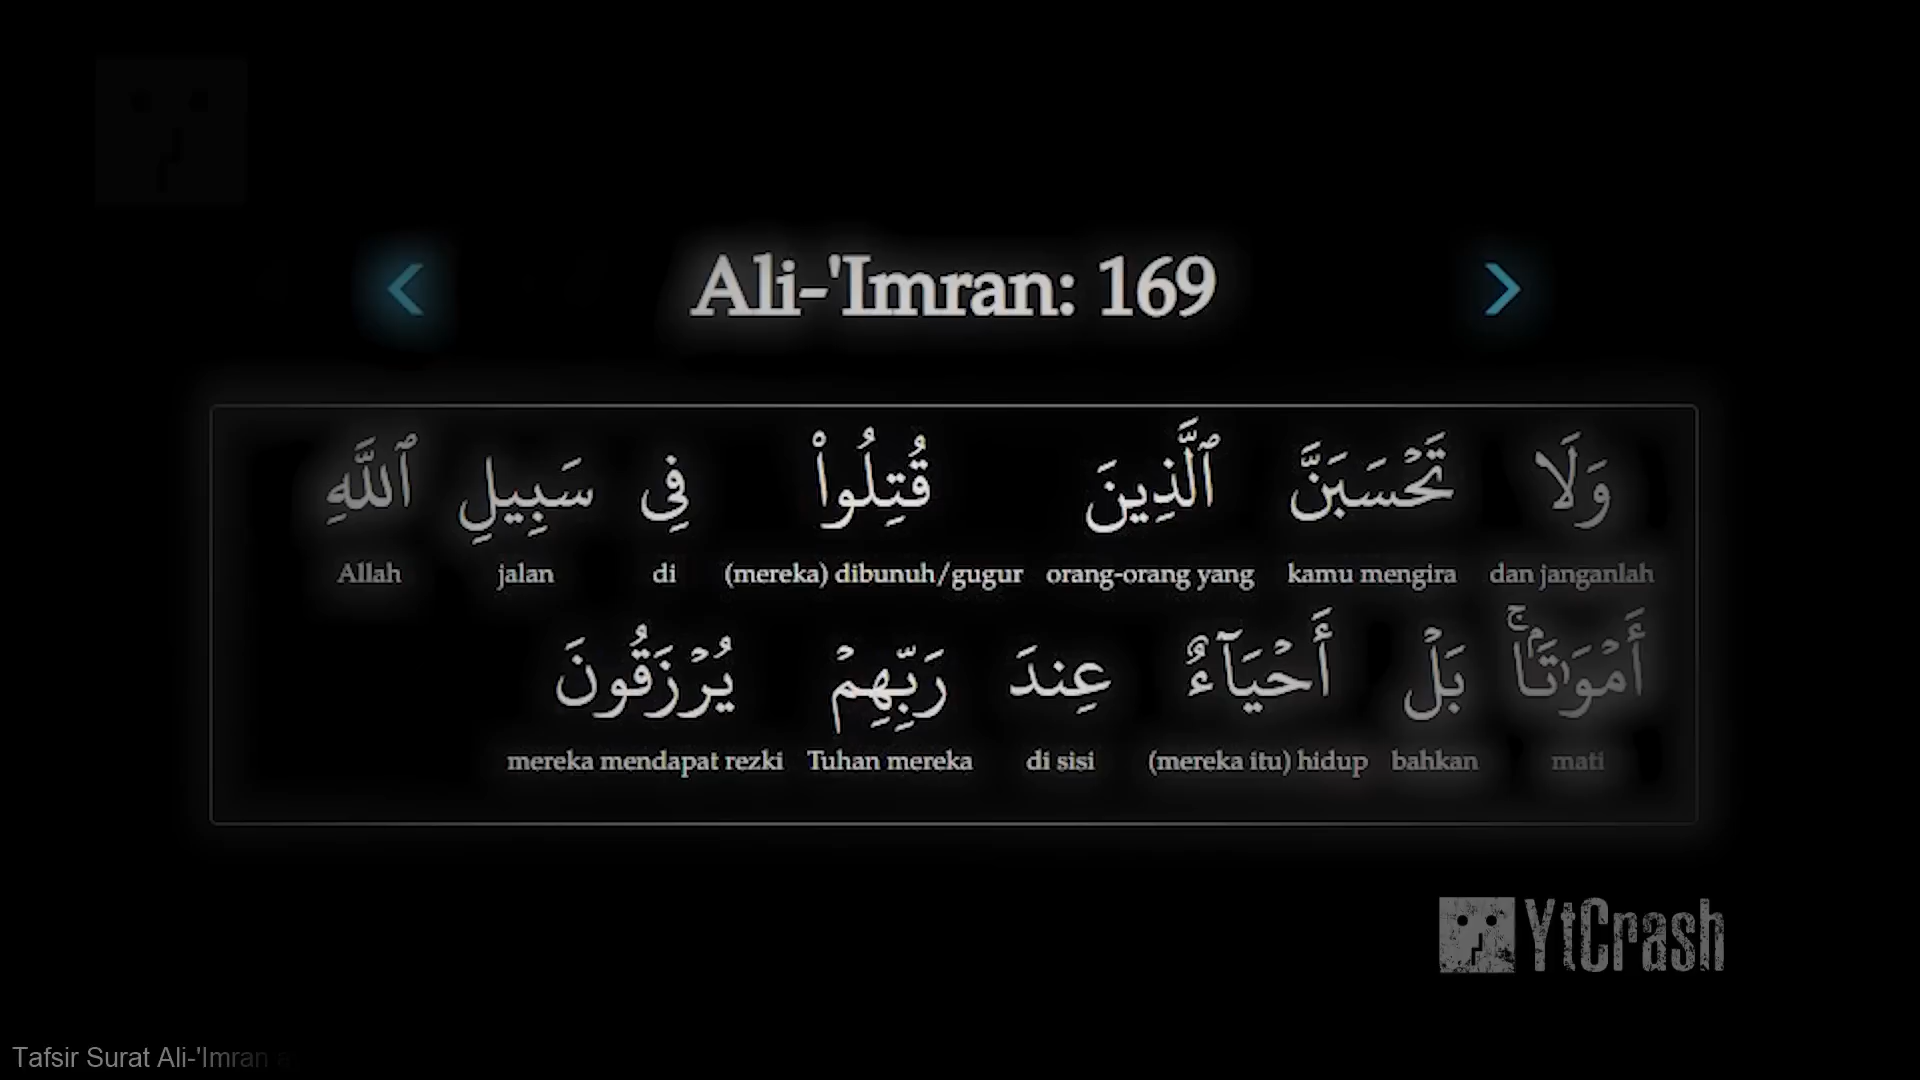 Ali-'Imran: 169
وَلَا تَحْسَبَنَّ ٱلَّذِينَ قُتِلُوا۟ فِى سَبِيلِ ٱللَّهِ
dan janganlah kamu mengira orang-orang yang (mereka) dibunuh/gugur di jalan Allah
أَمْوَٰتًۢا ۚ بَلْ أَحْيَآءٌ عِندَ رَبِّهِمْ يُرْزَقُونَ
mati bahkan (mereka itu) hidup di sisi Tuhan mereka mereka mendapat rezki
YtCrash
Tafsir Surat Ali-'Imran